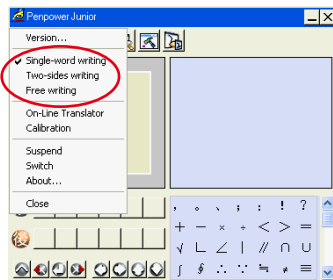 Penpower Junior
Version...
Single-word writing
Two-sides writing
Free writing
On-Line Translator
Calibration
Suspend
Switch
About...
Close
， 。 、 ； ： ！ ？
＋ － × ÷ ＜ ＞ ＝
後
√ ∟ ∠ ｜ ∥ ∩ ∪
∫ ∮ ∴ ∵ ≒ ≠ ≡